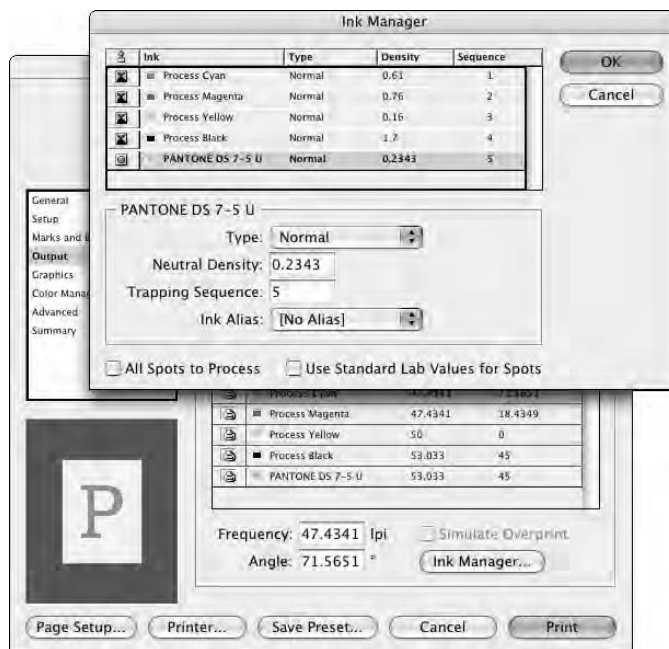 Ink Manager
Ink Type Density Sequence
Process Cyan Normal 0.61 1
Process Magenta Normal 0.76 2
Process Yellow Normal 0.16 3
Process Black Normal 1.7 4
PANTONE DS 7-5 U Normal 0.2343 5
OK
Cancel
PANTONE DS 7-5 U
Type: Normal
Neutral Density: 0.2343
Trapping Sequence: 5
Ink Alias: [No Alias]
All Spots to Process Use Standard Lab Values for Spots
General
Setup
Marks and
Output
Graphics
Color
Advanced
Summary
Process Cyan
Process Magenta 47.4341 18.4349
Process Yellow 50 0
Process Black 53.033 45
PANTONE DS 7-5 U 53.033 45
P
Frequency: 47.4341 lpi Simulate Overprint
Angle: 71.5651 ° Ink Manager...
Page Setup... Printer... Save Preset... Cancel Print